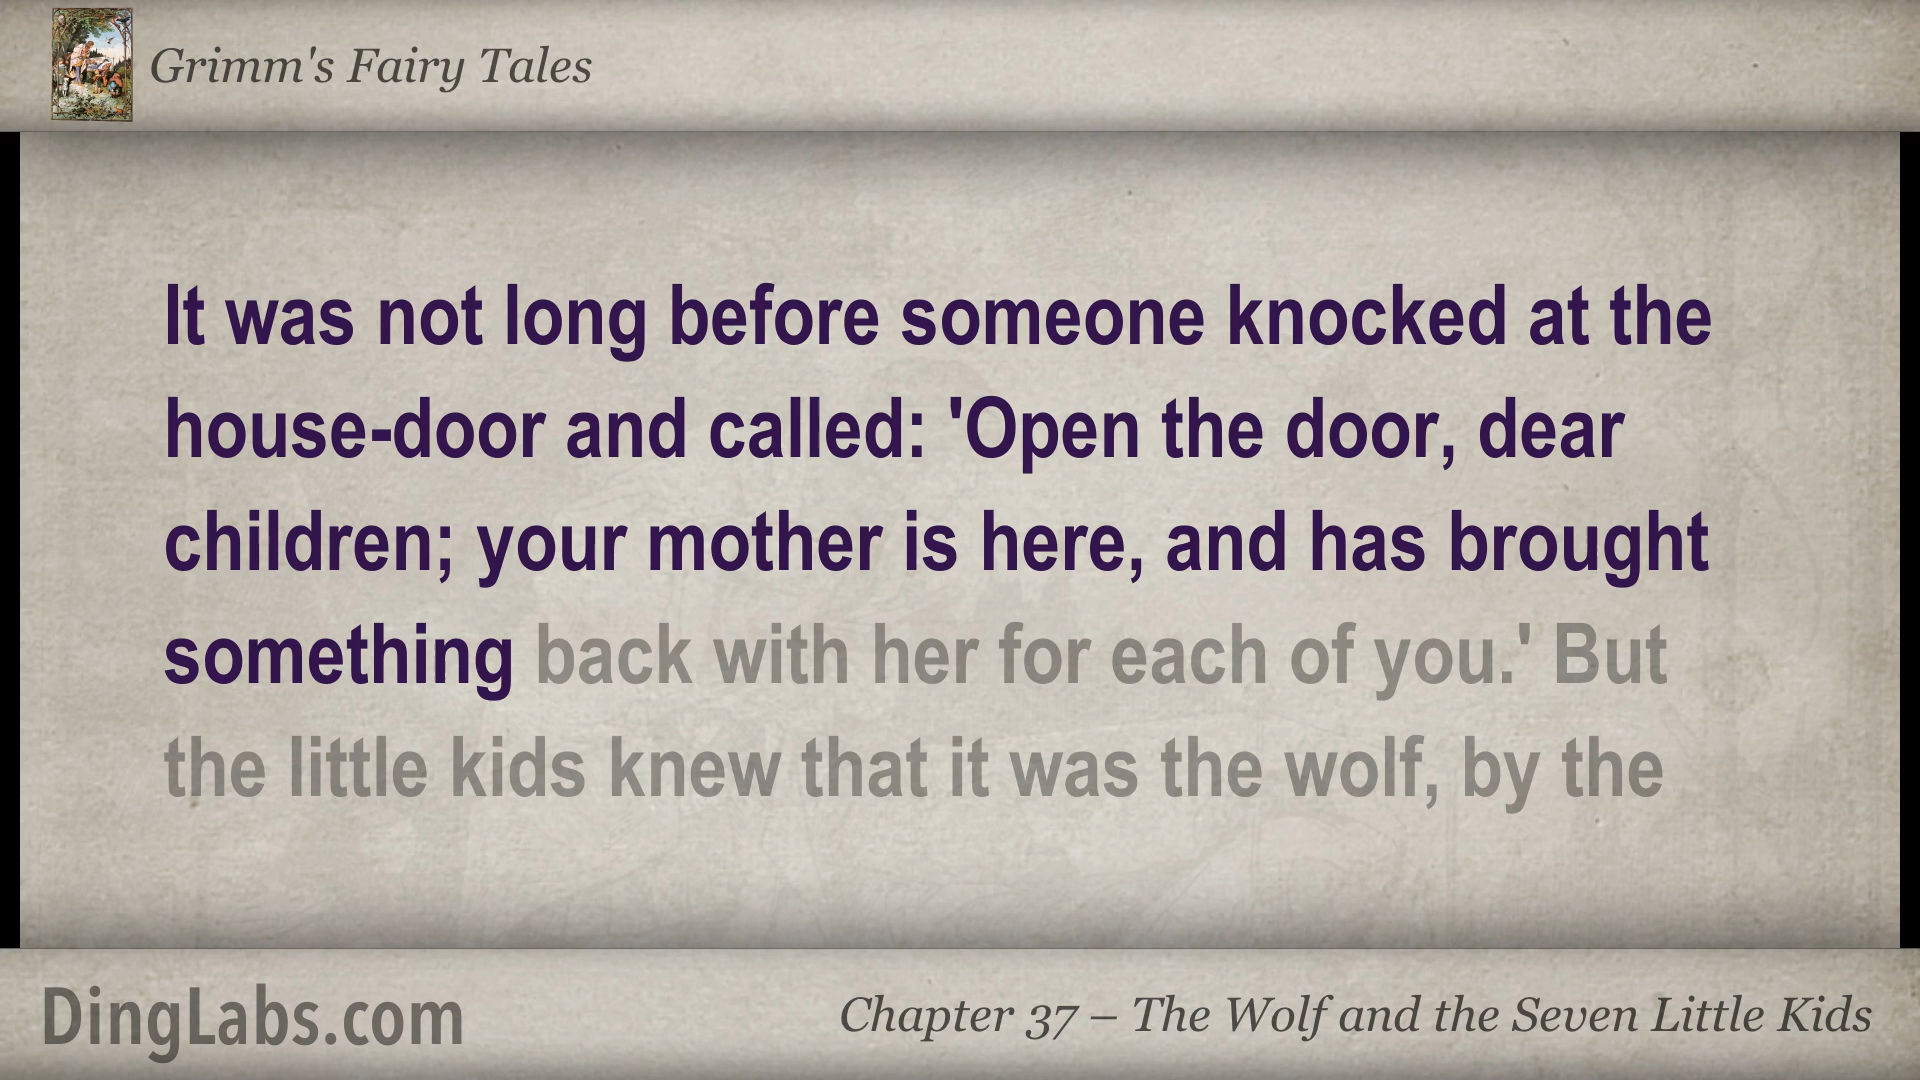 Grimm's Fairy Tales
It was not long before someone knocked at the
house-door and called: 'Open the door, dear
children; your mother is here, and has brought
something back with her for each of you.' But
the little kids knew that it was the wolf, by the
DingLabs.com
Chapter 37 – The Wolf and the Seven Little Kids